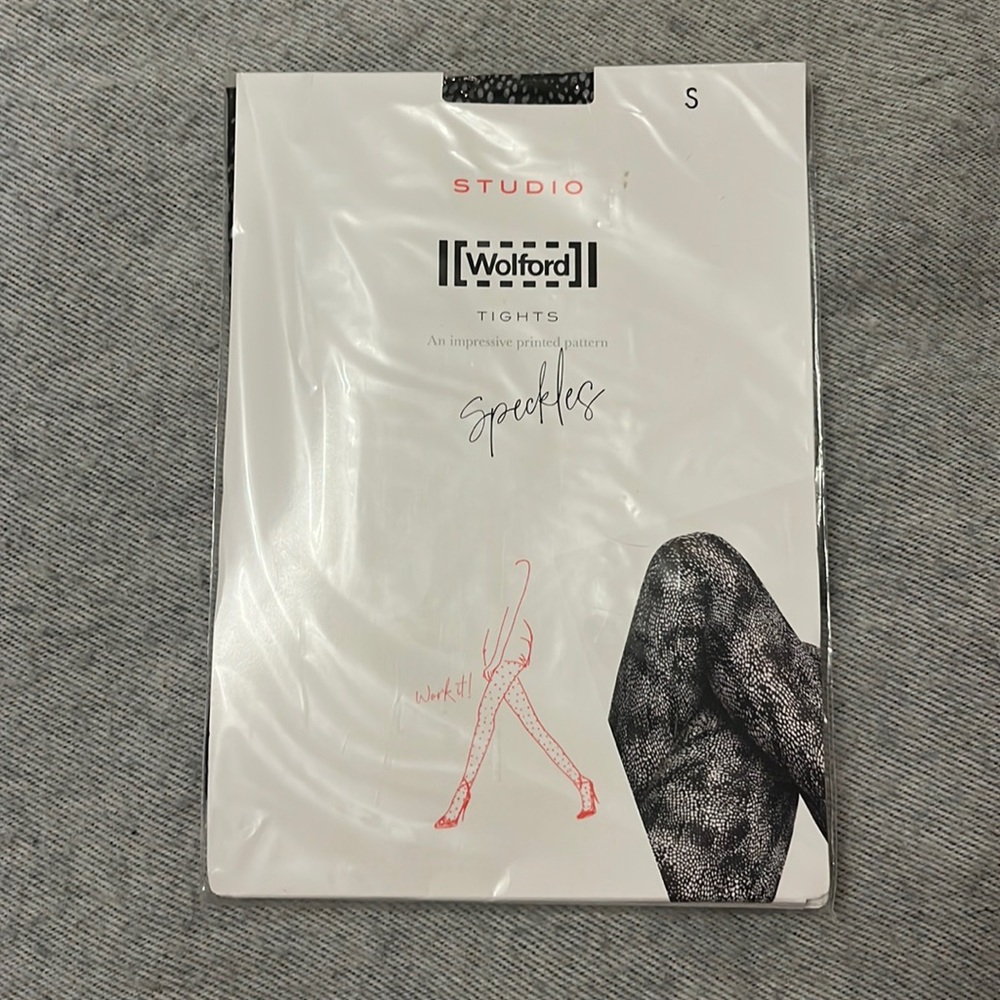 S
STUDIO
Wolford
TIGHTS
An impressive printed pattern
Speckles
Work it!